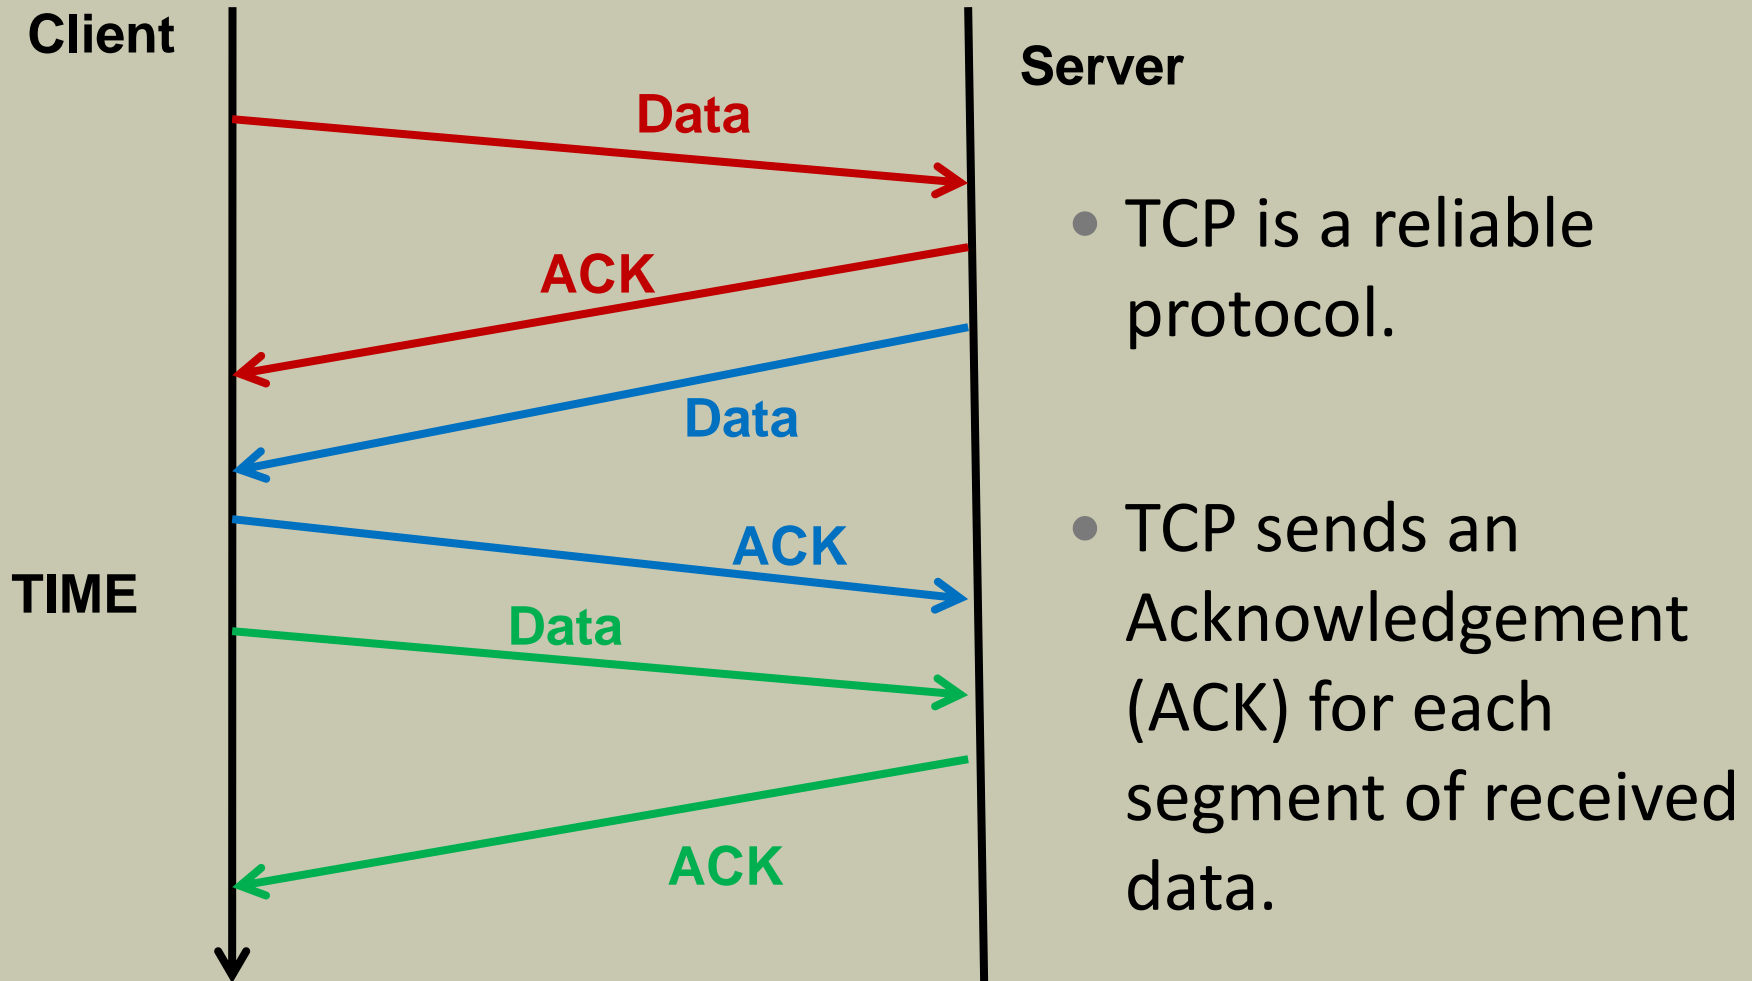 Client
Server
Data
ACK
Data
ACK
TIME
Data
ACK
• TCP is a reliable
protocol.
• TCP sends an
Acknowledgement
(ACK) for each
segment of received
data.